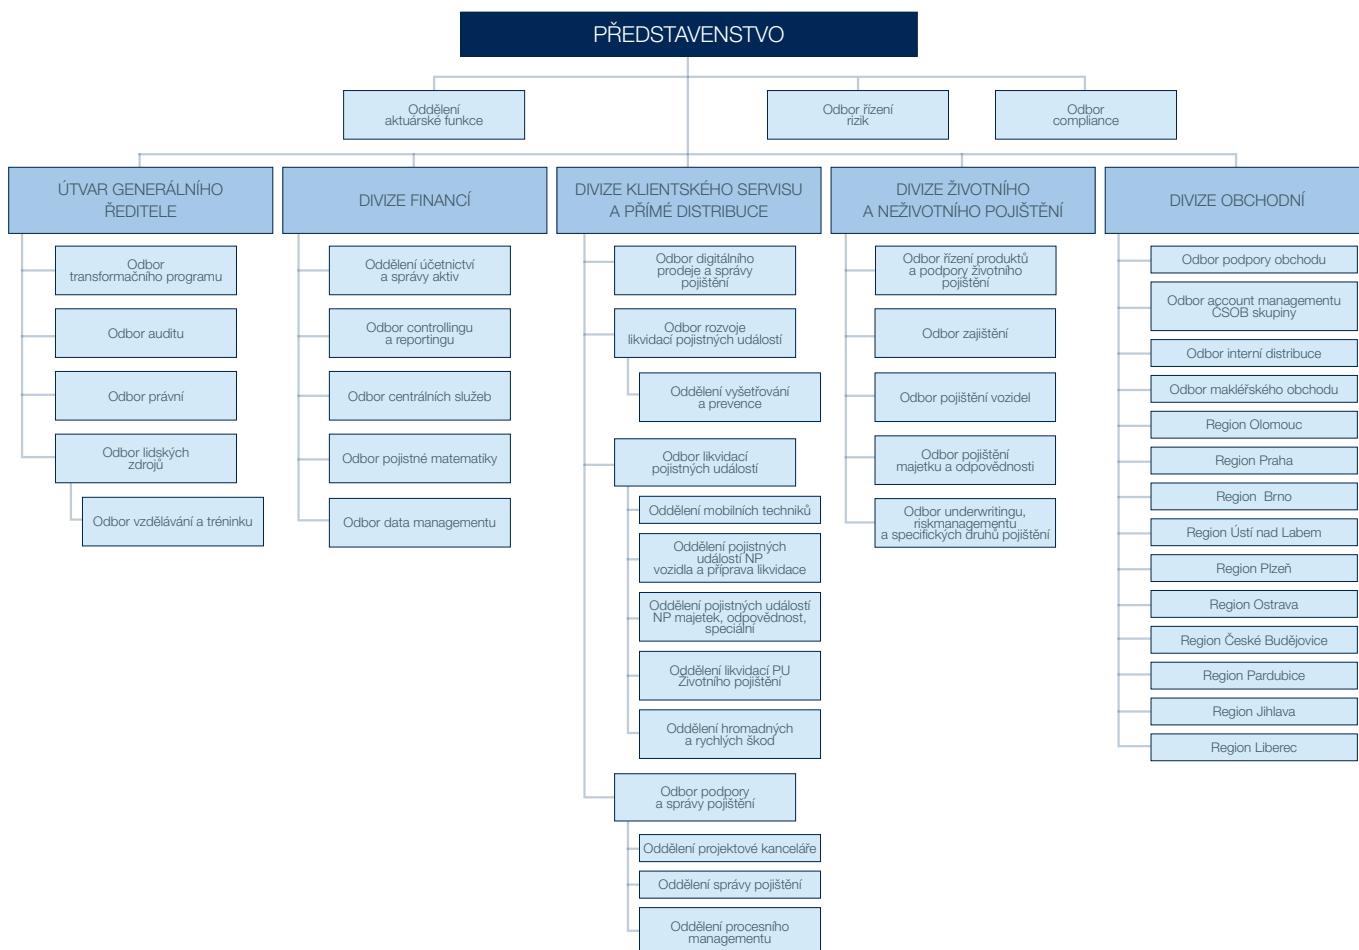 PŘEDSTAVENSTVO
Oddělení
aktuárské funkce
Odbor řízení
rizik
Odbor
compliance
ÚTVAR GENERÁLNÍHO
ŘEDITELE
Odbor
transformačního programu
Odbor auditu
Odbor právní
Odbor lidských
zdrojů
Odbor vzdělávání a tréninku
DIVIZE FINANCÍ
Oddělení účetnictví
a správy aktiv
Odbor controllingu
a reportingu
Odbor centrálních služeb
Odbor pojistné matematiky
Odbor data managementu
DIVIZE KLIENTSKÉHO SERVISU
A PŘÍMÉ DISTRIBUCE
Odbor digitálního
prodeje a správy
pojištění
Odbor rozvoje
likvidací pojistných událostí
Oddělení vyšetřování
a prevence
Odbor likvidací
pojistných událostí
Oddělení mobilních techniků
Oddělení pojistných
událostí NP
vozidla a příprava likvidace
Oddělení pojistných událostí
NP majetek, odpovědnost,
speciální
Oddělení likvidací PU
Životního pojištění
Oddělení hromadných
a rychlých škod
Odbor podpory
a správy pojištění
Oddělení projektové kanceláře
Oddělení správy pojištění
Oddělení procesního
managementu
DIVIZE ŽIVOTNÍHO
A NEŽIVOTNÍHO POJIŠTĚNÍ
Odbor řízení produktů
a podpory životního
pojištění
Odbor zajištění
Odbor pojištění vozidel
Odbor pojištění
majetku a odpovědnosti
Odbor underwritingu,
riskmanagementu
a specifických druhů pojištění
DIVIZE OBCHODNÍ
Odbor podpory obchodu
Odbor account managementu
ČSOB skupiny
Odbor interní distribuce
Odbor makléřského obchodu
Region Olomouc
Region Praha
Region Brno
Region Ústí nad Labem
Region Plzeň
Region Ostrava
Region České Budějovice
Region Pardubice
Region Jihlava
Region Liberec